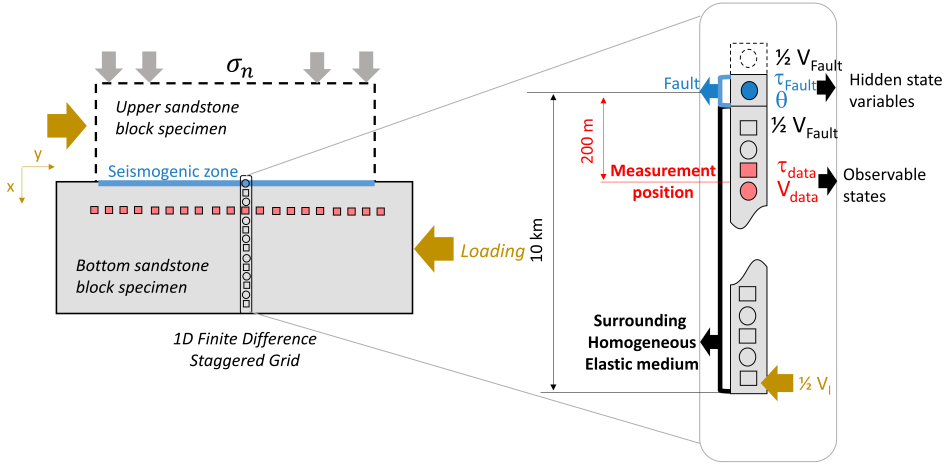 σn
Upper sandstone
block specimen
y
x
Seismogenic zone
Bottom sandstone
block specimen
Loading
1D Finite Difference
Staggered Grid
½ VFault
Fault
τFault
θ
Hidden state
variables
½ VFault
200 m
Measurement
position
τdata
Vdata
Observable
states
10 km
Surrounding
Homogeneous
Elastic medium
½ Vl